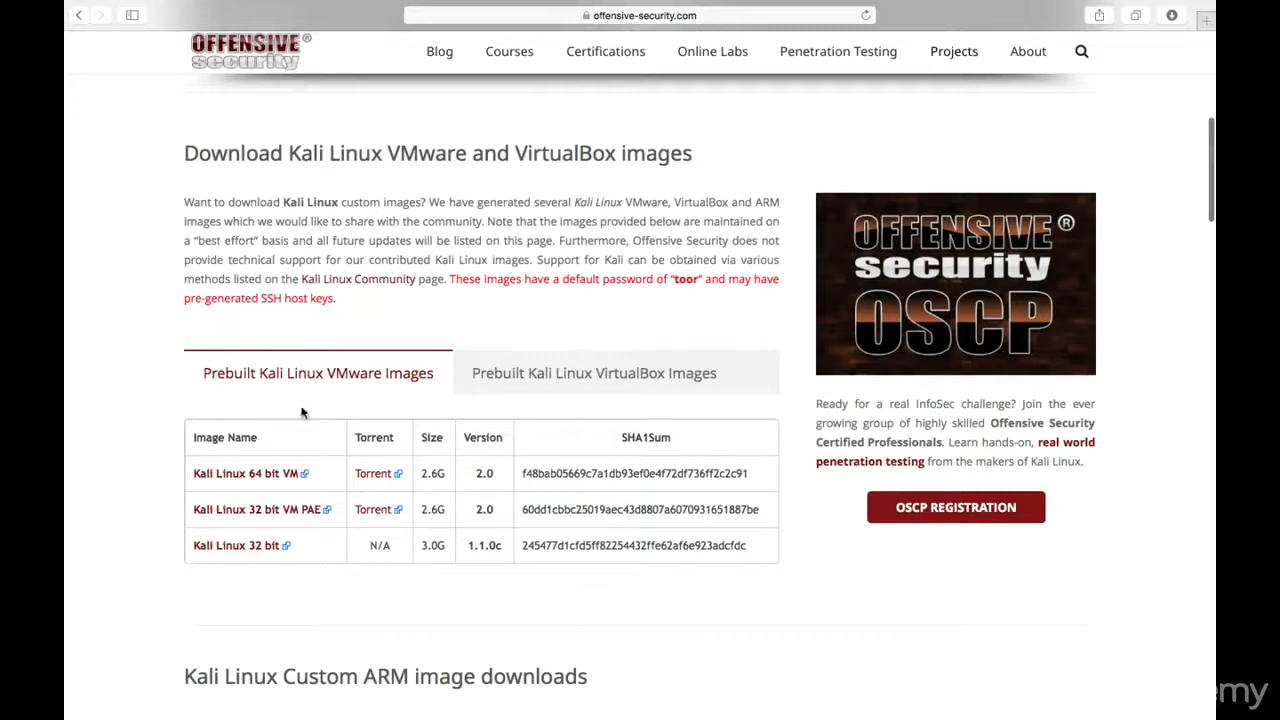 offensive-security.com
OFFENSIVE®
security
Blog Courses Certifications Online Labs Penetration Testing Projects About
Download Kali Linux VMware and VirtualBox images
Want to download Kali Linux custom images? We have generated several Kali Linux VMware, VirtualBox and ARM
images which we would like to share with the community. Note that the images provided below are maintained on
a “best effort” basis and all future updates will be listed on this page. Furthermore, Offensive Security does not
provide technical support for our contributed Kali Linux images. Support for Kali can be obtained via various
methods listed on the Kali Linux Community page. These images have a default password of “toor” and may have
pre-generated SSH host keys.
OFFENSIVE®
security
OSCP
Prebuilt Kali Linux VMware Images Prebuilt Kali Linux VirtualBox Images
Image Name Torrent Size Version SHA1Sum
Kali Linux 64 bit VM Torrent 2.6G 2.0 f48bab05669c7a1db93ef0e4f72df736ff2c2c91
Kali Linux 32 bit VM PAE Torrent 2.6G 2.0 60dd1cbbc25019aec43d8807a6070931651887be
Kali Linux 32 bit N/A 3.0G 1.1.0c 245477d1cfd5ff82254432ffe62af6e923adcfdc
Ready for a real InfoSec challenge? Join the ever
growing group of highly skilled Offensive Security
Certified Professionals. Learn hands-on, real world
penetration testing from the makers of Kali Linux.
OSCP REGISTRATION
Kali Linux Custom ARM image downloads
emy